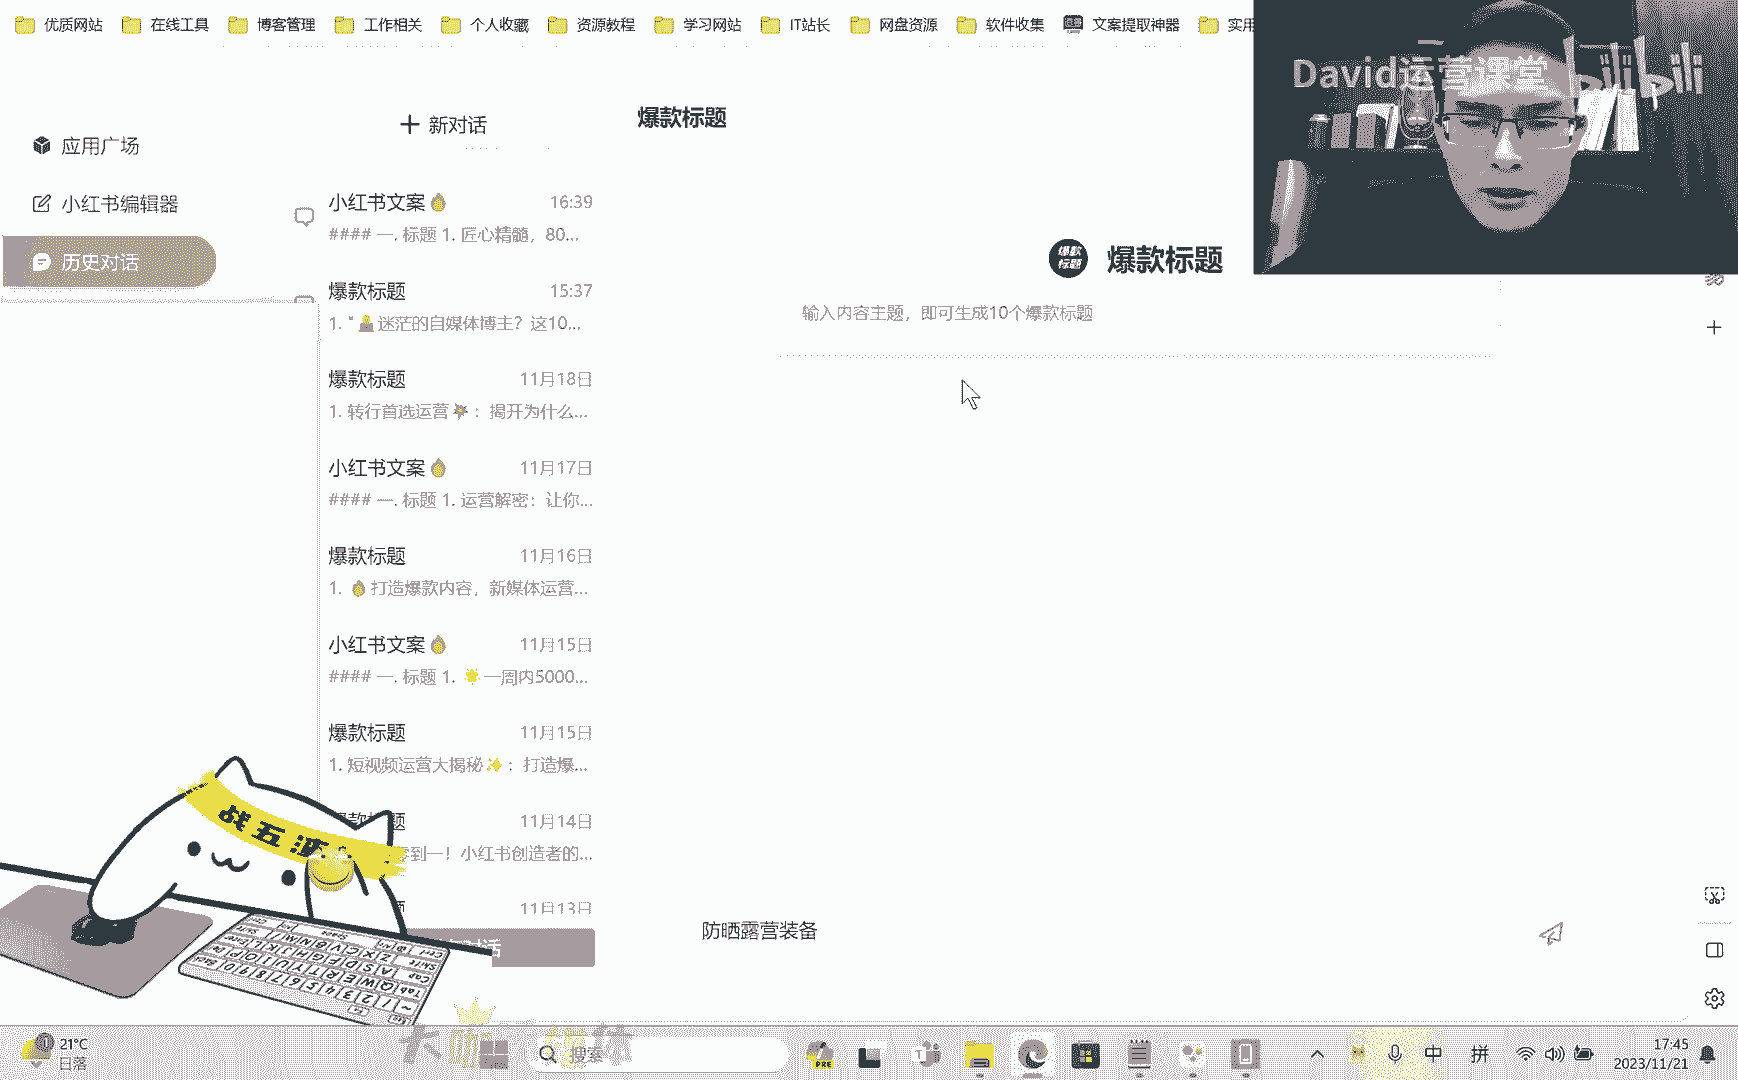 优质网站 在线工具 博客管理 工作相关 个人收藏 资源教程 学习网站 IT站长 网盘资源 软件收集 文案提取神器 实用
David运营课堂 bilibili
应用广场
小红书编辑器
历史对话
新对话
小红书文案 16:39
#### 一. 标题 1. 匠心精髓，80...
爆款标题 15:37
1. "迷茫的自媒体博主？这10...
爆款标题 11月18日
1. 转行首选运营：揭开为什么...
小红书文案 11月17日
#### 一. 标题 1. 运营解密：让你...
爆款标题 11月16日
1. 打造爆款内容，新媒体运营...
小红书文案 11月15日
#### 一. 标题 1. 一周内5000...
爆款标题 11月15日
1. 短视频运营大揭秘：打造爆...
题 11月14日
到一！小红书创造者的...
11月13日
话
爆款标题
爆款标题 爆款标题
输入内容主题，即可生成10个爆款标题
防晒露营装备
战五渣
21°C
日落
搜索
PRE
中 拼
17:45
2023/11/21